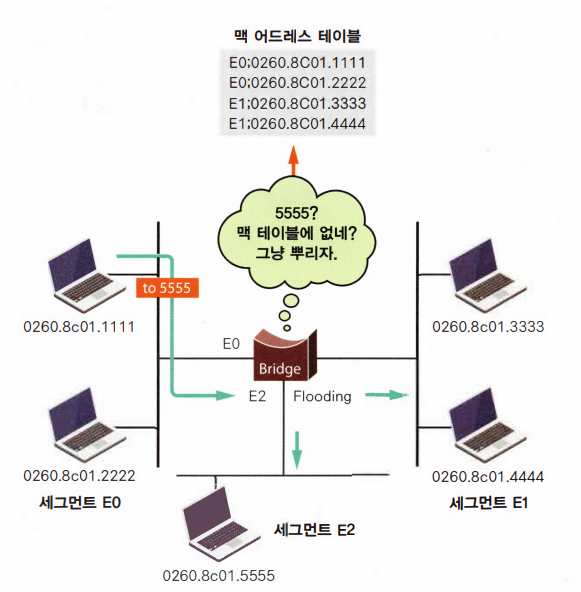 맥 어드레스 테이블
E0;0260.8C01.1111
E0;0260.8C01.2222
E1;0260.8C01.3333
E1;0260.8C01.4444
5555?
맥 테이블에 없네?
그냥 뿌리자.
to 5555
0260.8c01.1111
0260.8c01.3333
E0
Bridge
E2
Flooding
0260.8c01.2222
0260.8c01.4444
세그먼트 E0
세그먼트 E1
세그먼트 E2
0260.8c01.5555